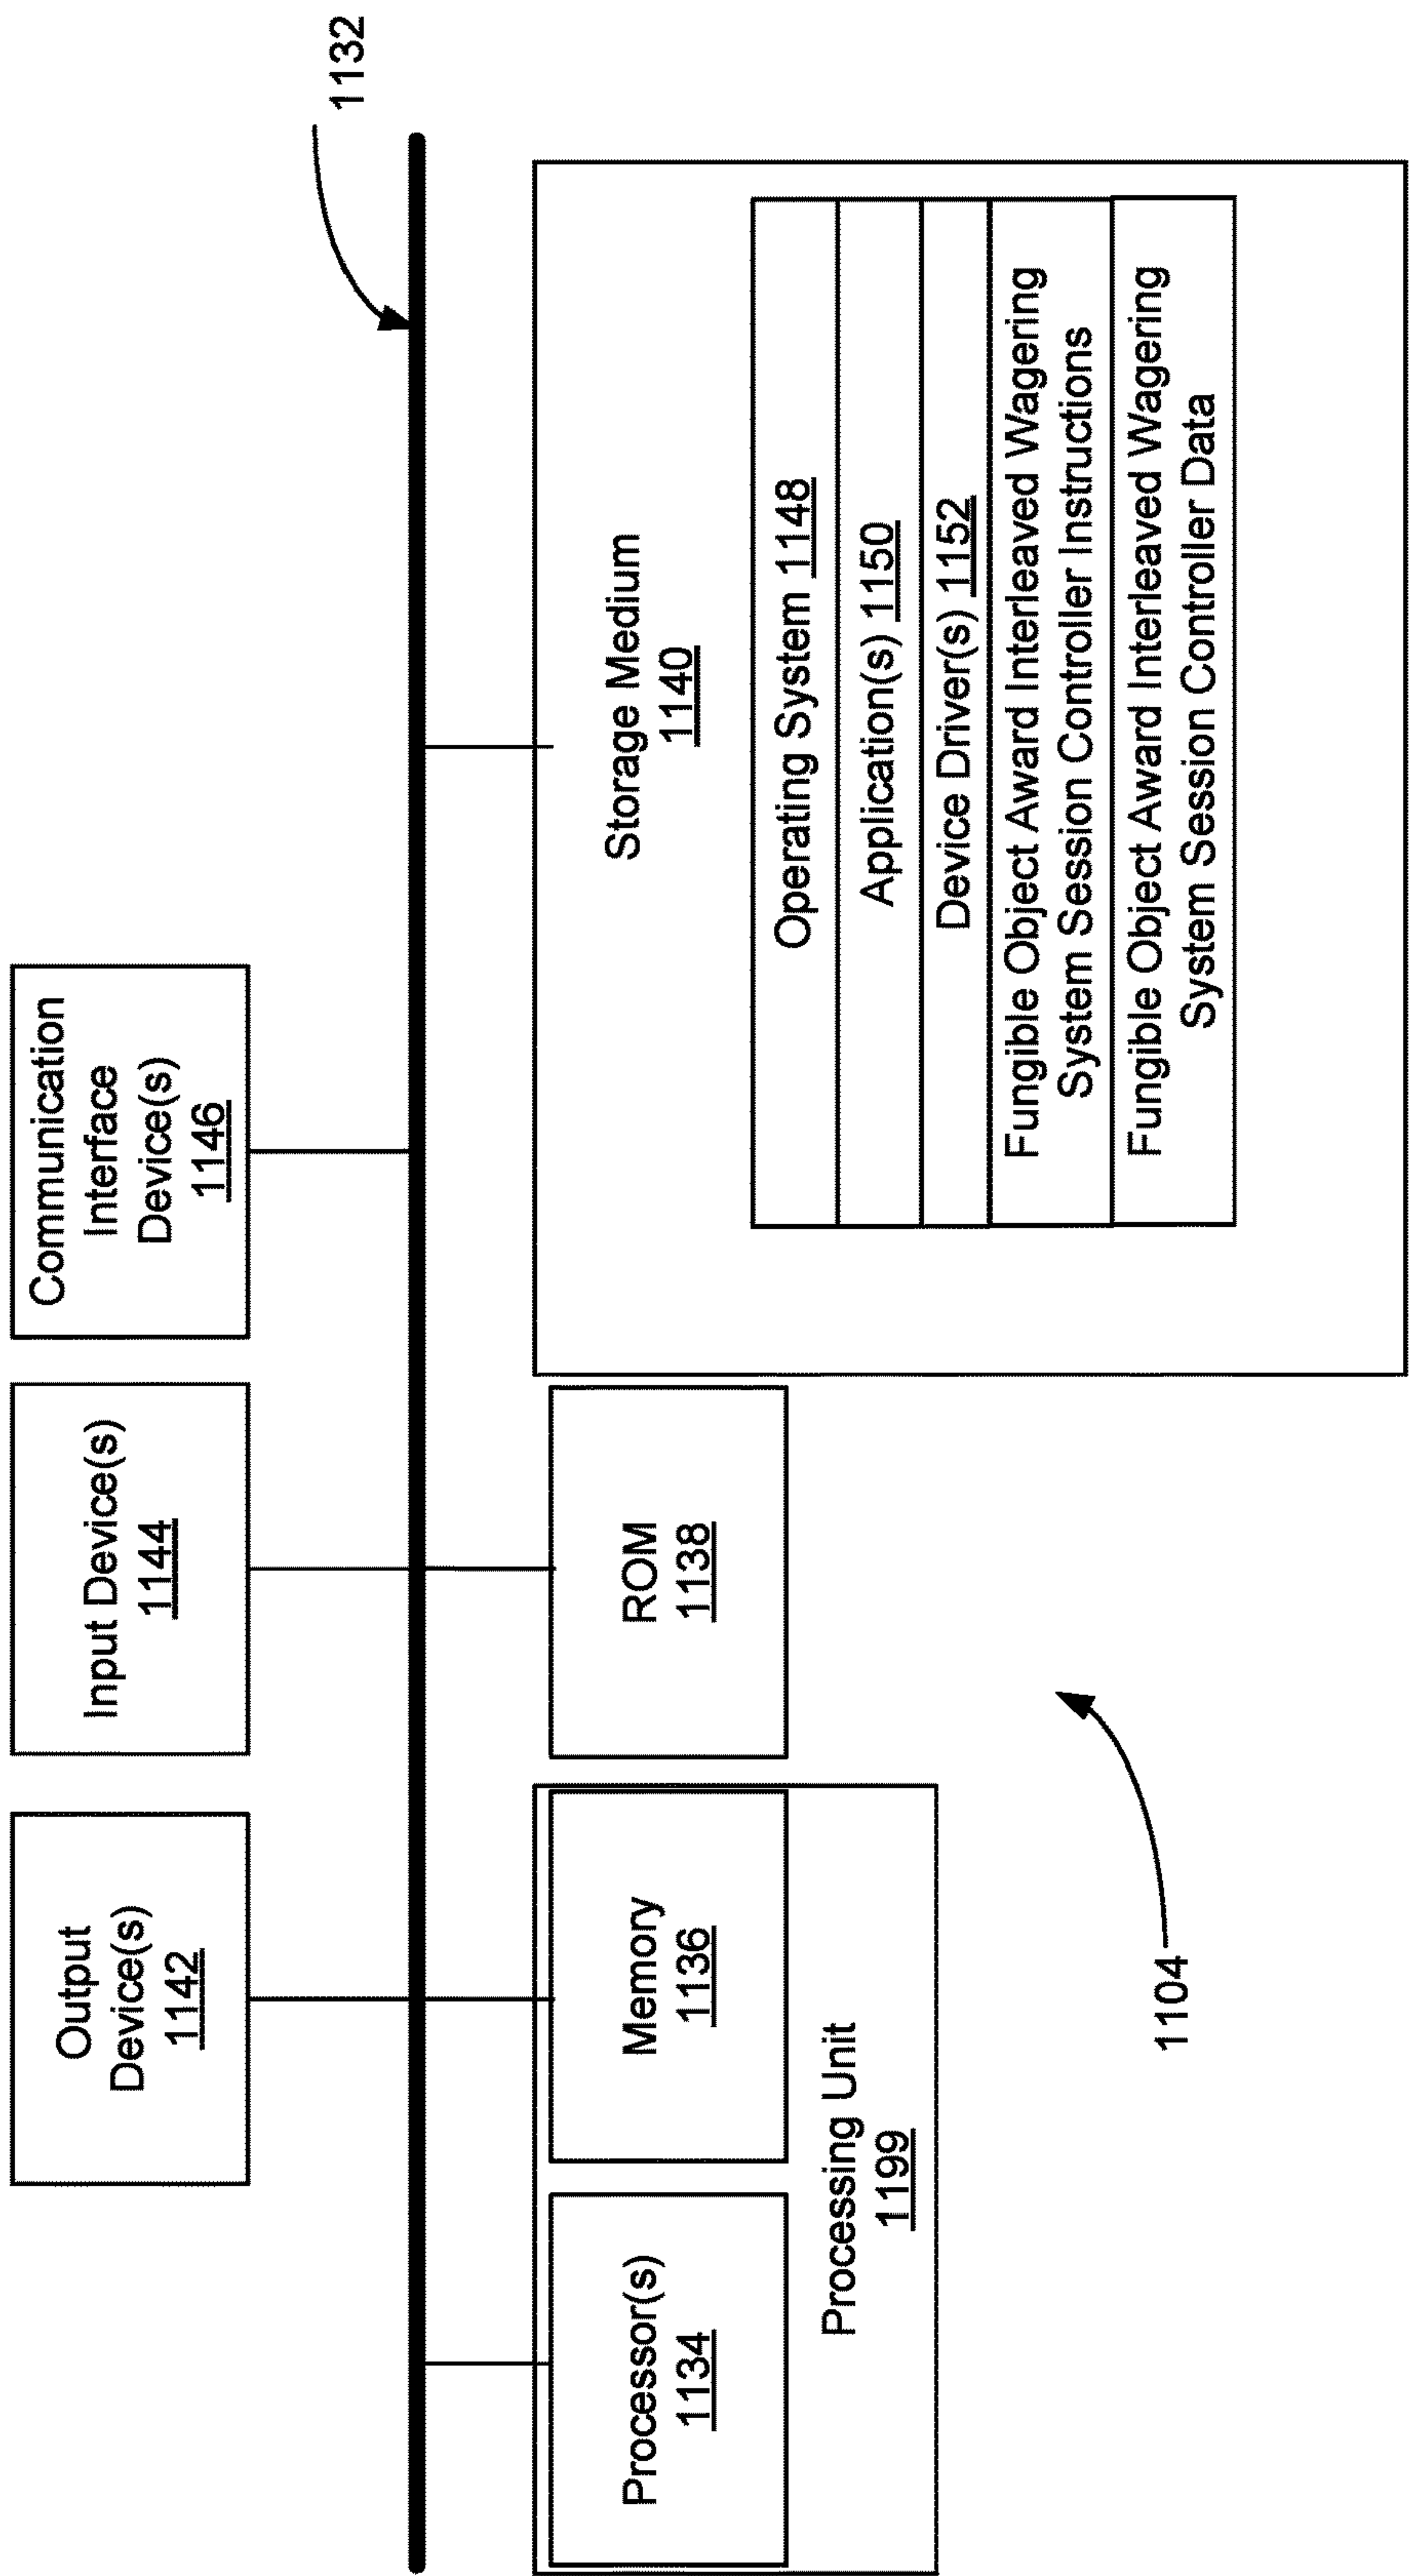 1132
Output
Device(s)
1142
Input Device(s)
1144
Communication
Interface
Device(s)
1146
Processor(s)
1134
Memory
1136
Processing Unit
1199
ROM
1138
Storage Medium
1140
Operating System 1148
Application(s) 1150
Device Driver(s) 1152
Fungible Object Award Interleaved Wagering
System Session Controller Instructions
Fungible Object Award Interleaved Wagering
System Session Controller Data
1104